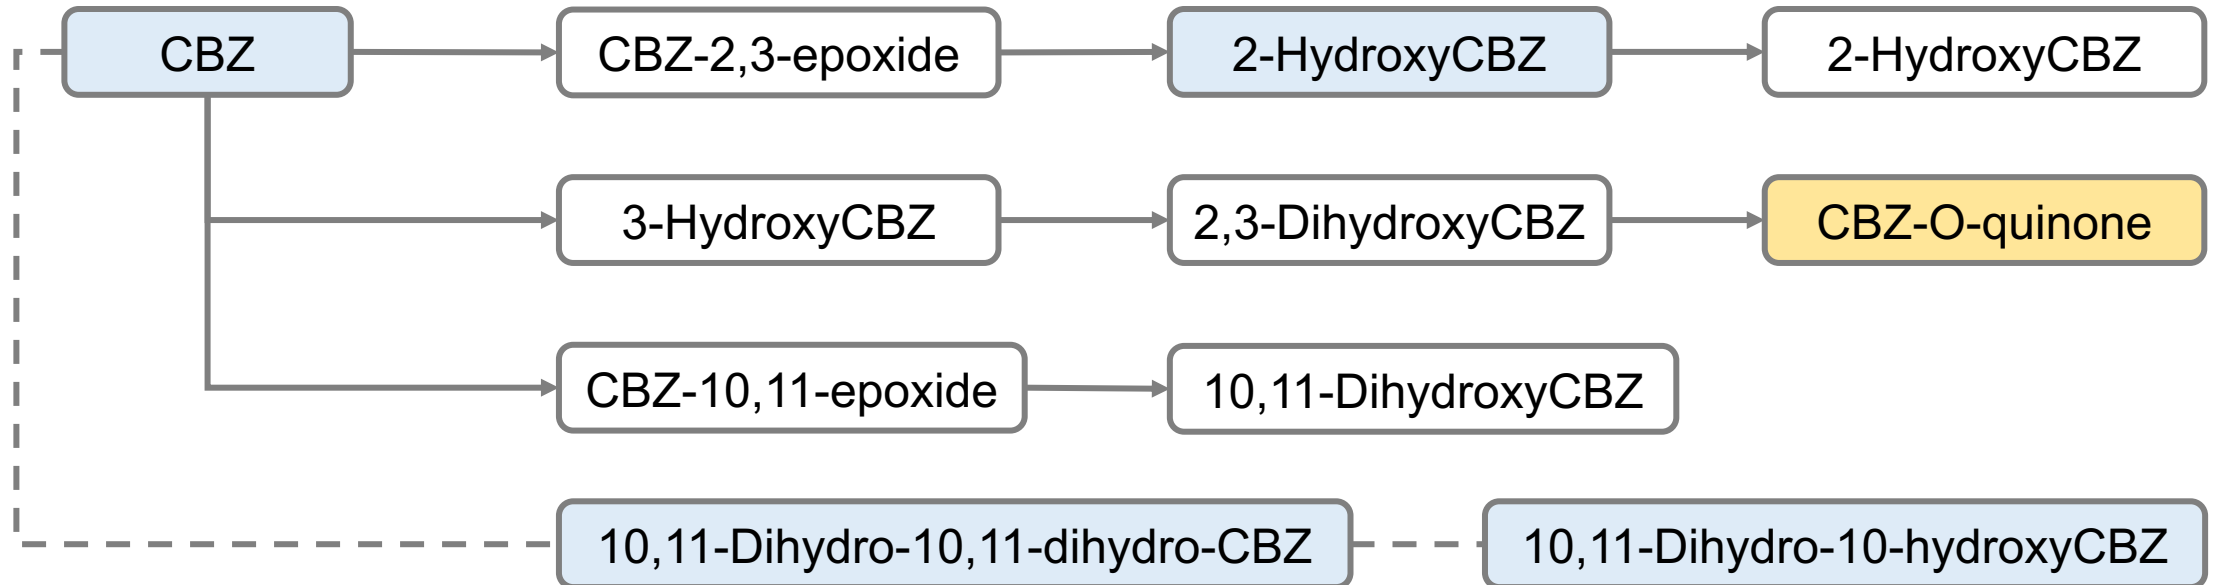 CBZ
CBZ-2,3-epoxide
2-HydroxyCBZ
2-HydroxyCBZ
3-HydroxyCBZ
2,3-DihydroxyCBZ
CBZ-O-quinone
CBZ-10,11-epoxide
10,11-DihydroxyCBZ
10,11-Dihydro-10,11-dihydro-CBZ
10,11-Dihydro-10-hydroxyCBZ